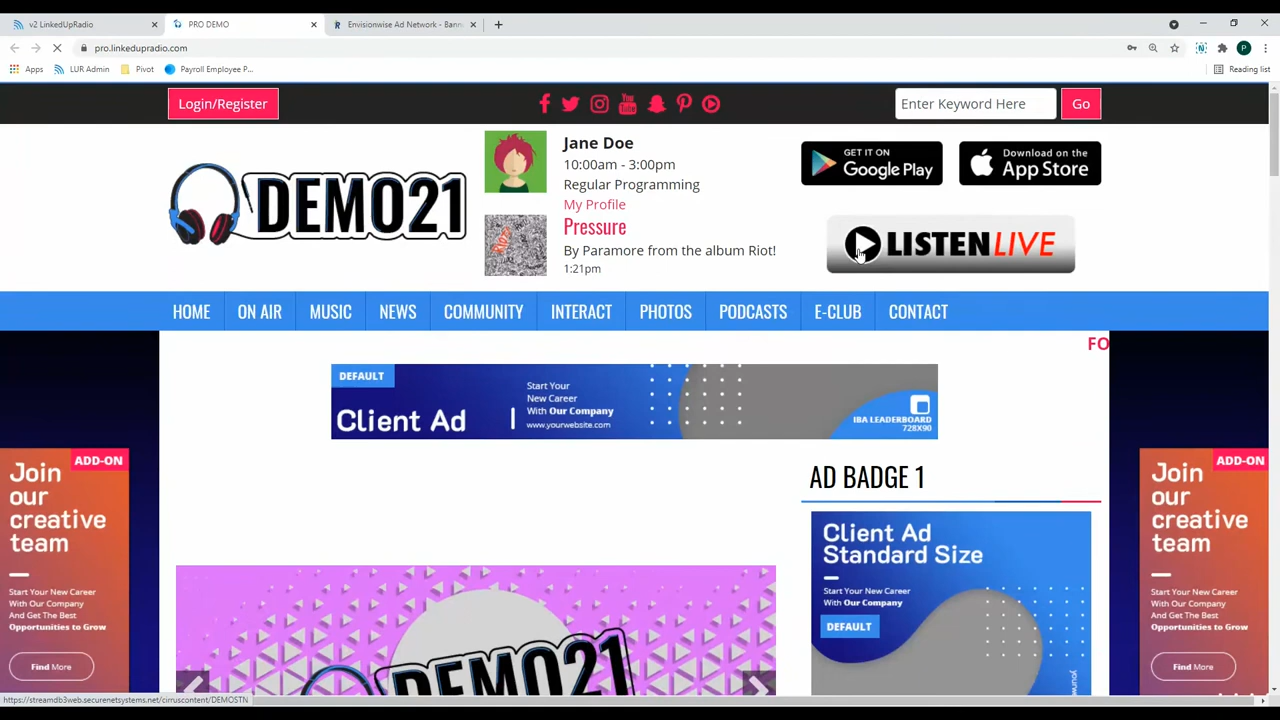 v2 LinkedUpRadio
PRO DEMO
Envisionwise Ad Network - Bann
pro.linkedupradio.com
Apps
LUR Admin
Pivot
Payroll Employee P...
Reading list
Login/Register
You
Tube
Enter Keyword Here
Go
DEMO21
Jane Doe
10:00am - 3:00pm
Regular Programming
My Profile
Pressure
By Paramore from the album Riot!
1:21pm
GET IT ON
Google Play
Download on the
App Store
LISTEN LIVE
HOME
ON AIR
MUSIC
NEWS
COMMUNITY
INTERACT
PHOTOS
PODCASTS
E-CLUB
CONTACT
FO
DEFAULT
Client Ad
Start Your
New Career
With Our Company
www.yourwebsite.com
IBA LEADERBOARD
728X90
ADD-ON
Join
our
creative
team
Start Your New Career
With Our Company
And Get The Best
Opportunities to Grow
Find More
DEMO21
AD BADGE 1
Client Ad
Standard Size
Start Your New Career
With Our Company
DEFAULT
ADD-ON
Join
our
creative
team
Start Your New Career
With Our Company
And Get The Best
Opportunities to Grow
Find More
https://streamdb3web.securenetsystems.net/cirruscontent/DEMOSTN